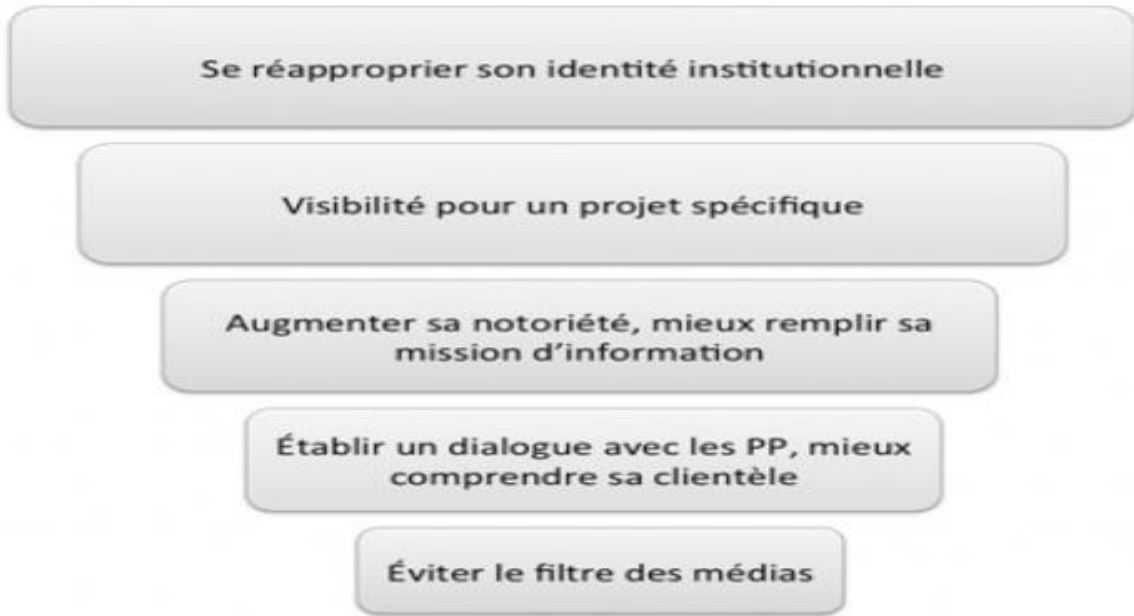 Se réapproprier son identité institutionnelle
Visibilité pour un projet spécifique
Augmenter sa notoriété, mieux remplir sa
mission d’information
Établir un dialogue avec les PP, mieux
comprendre sa clientèle
Éviter le filtre des médias